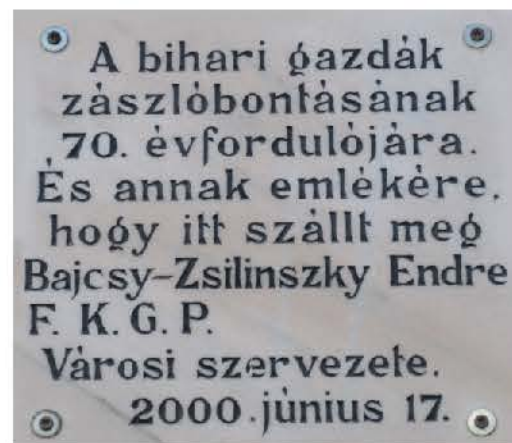 A bihari gazdák
zászlóbontásának
70. évfordulójára.
És annak emlékére,
hogy itt szállt meg
Bajcsy-Zsilinszky Endre
F. K. G. P.
Városi szervezete.
2000. június 17.